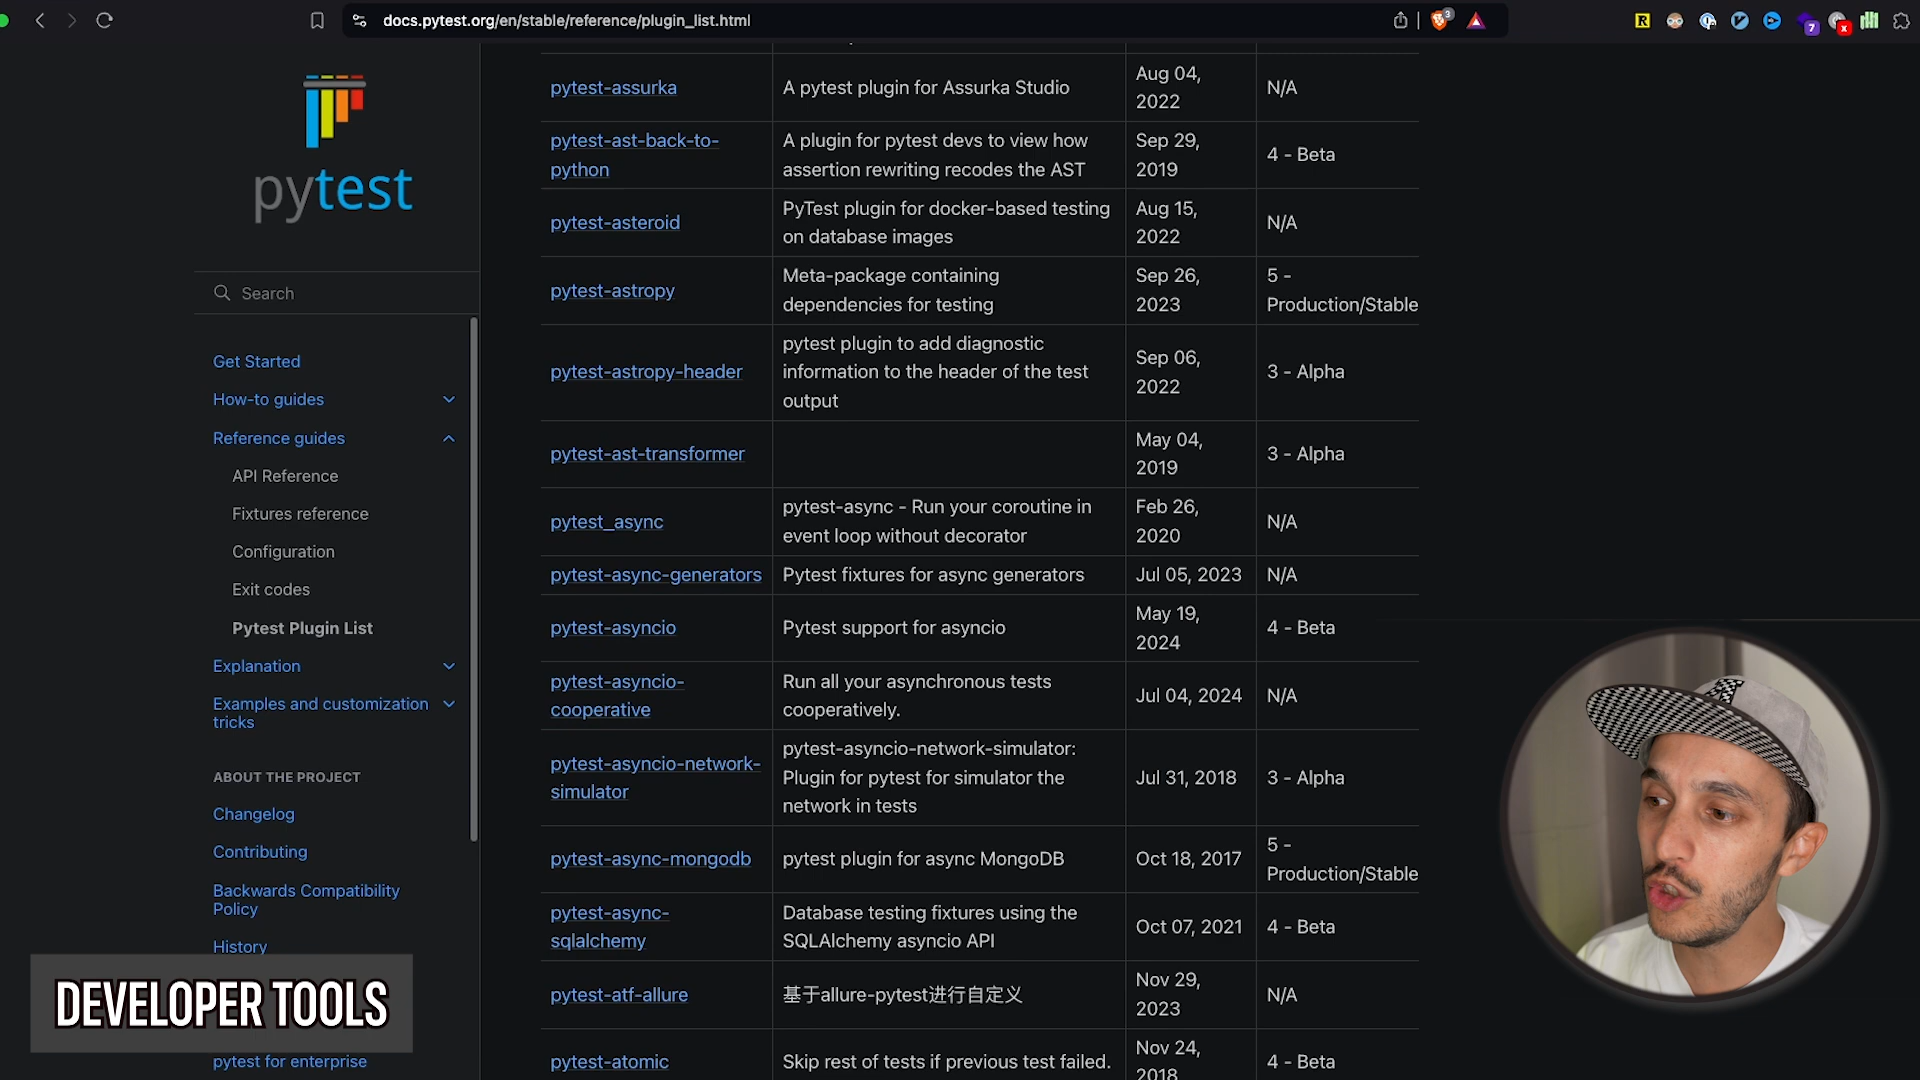 docs.pytest.org/en/stable/reference/plugin_list.html
3
R
7
x
pytest
Search
Get Started
How-to guides
Reference guides
API Reference
Fixtures reference
Configuration
Exit codes
Pytest Plugin List
Explanation
Examples and customization
tricks
ABOUT THE PROJECT
Changelog
Contributing
Backwards Compatibility
Policy
History
DEVELOPER TOOLS
pytest for enterprise
pytest-assurka
A pytest plugin for Assurka Studio
Aug 04,
2022
N/A
pytest-ast-back-to-
python
A plugin for pytest devs to view how
assertion rewriting recodes the AST
Sep 29,
2019
4 - Beta
pytest-asteroid
PyTest plugin for docker-based testing
on database images
Aug 15,
2022
N/A
pytest-astropy
Meta-package containing
dependencies for testing
Sep 26,
2023
5 -
Production/Stable
pytest-astropy-header
pytest plugin to add diagnostic
information to the header of the test
output
Sep 06,
2022
3 - Alpha
pytest-ast-transformer
May 04,
2019
3 - Alpha
pytest_async
pytest-async - Run your coroutine in
event loop without decorator
Feb 26,
2020
N/A
pytest-async-generators
Pytest fixtures for async generators
Jul 05, 2023
N/A
pytest-asyncio
Pytest support for asyncio
May 19,
2024
4 - Beta
pytest-asyncio-
cooperative
Run all your asynchronous tests
cooperatively.
Jul 04, 2024
N/A
pytest-asyncio-network-
simulator
pytest-asyncio-network-simulator:
Plugin for pytest for simulator the
network in tests
Jul 31, 2018
3 - Alpha
pytest-async-mongodb
pytest plugin for async MongoDB
Oct 18, 2017
5 -
Production/Stable
pytest-async-
sqlalchemy
Database testing fixtures using the
SQLAlchemy asyncio API
Oct 07, 2021
4 - Beta
pytest-atf-allure
基于allure-pytest进行自定义
Nov 29,
2023
N/A
pytest-atomic
Skip rest of tests if previous test failed.
Nov 24,
2018
4 - Beta